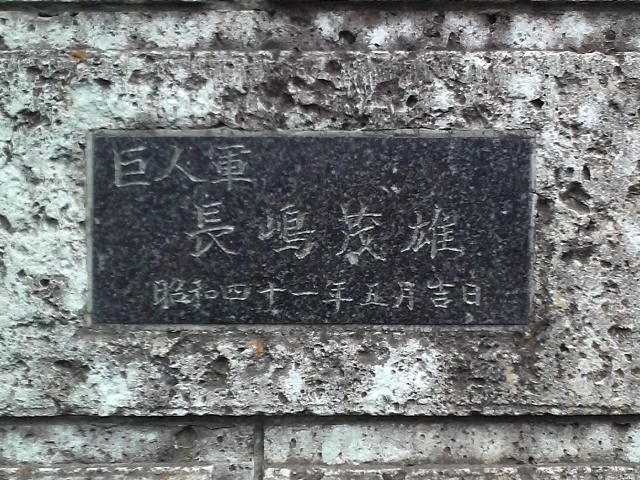 巨人軍
長嶋茂雄
昭和四十一年五月吉日